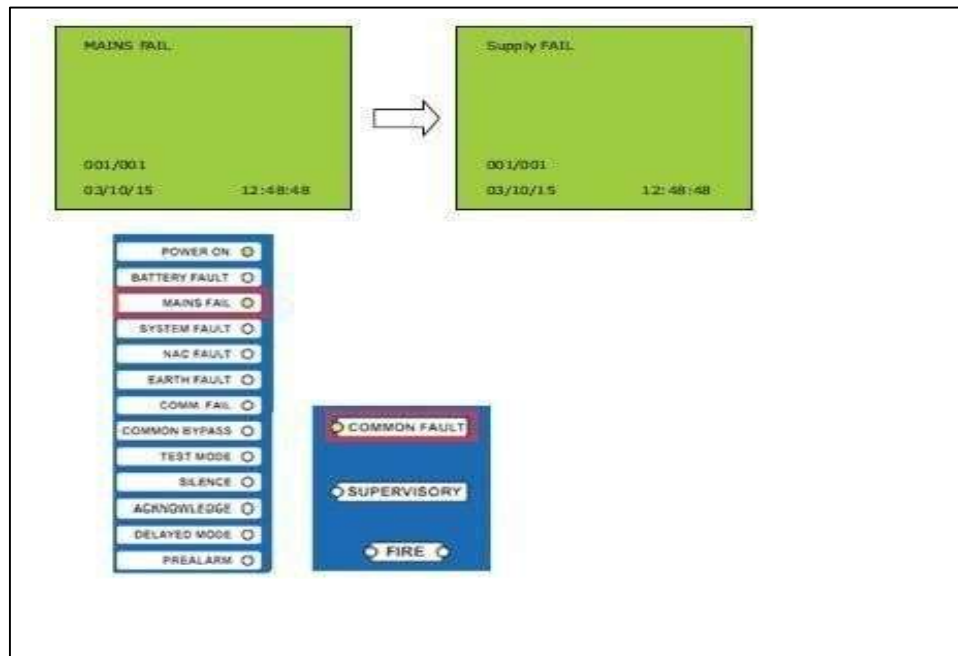 MAINS FAIL
001/001
03/10/15 12:48:48
Supply FAIL
001/001
03/10/15 12:48:48
POWER ON
BATTERY FAULT
MAINS FAIL
SYSTEM FAULT
NAC FAULT
EARTH FAULT
COMM. FAIL
COMMON BYPASS
TEST MODE
SILENCE
ACKNOWLEDGE
DELAYED MODE
PREALARM
COMMON FAULT
SUPERVISORY
FIRE